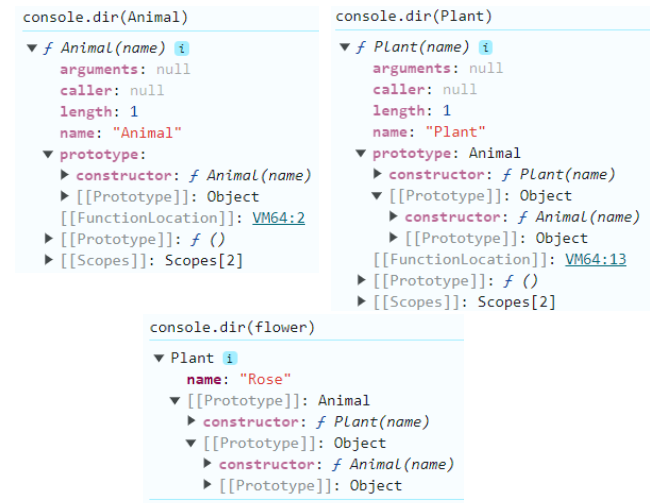 console.dir(Animal)
ƒ Animal(name) i
arguments: null
caller: null
length: 1
name: "Animal"
prototype:
constructor: ƒ Animal(name)
[[Prototype]]: Object
[[FunctionLocation]]: VM64:2
[[Prototype]]: ƒ ()
[[Scopes]]: Scopes[2]
console.dir(Plant)
ƒ Plant(name) i
arguments: null
caller: null
length: 1
name: "Plant"
prototype: Animal
constructor: ƒ Plant(name)
[[Prototype]]: Object
constructor: ƒ Animal(name)
[[Prototype]]: Object
[[FunctionLocation]]: VM64:13
[[Prototype]]: ƒ ()
[[Scopes]]: Scopes[2]
console.dir(flower)
Plant i
name: "Rose"
[[Prototype]]: Animal
constructor: ƒ Plant(name)
[[Prototype]]: Object
constructor: ƒ Animal(name)
[[Prototype]]: Object